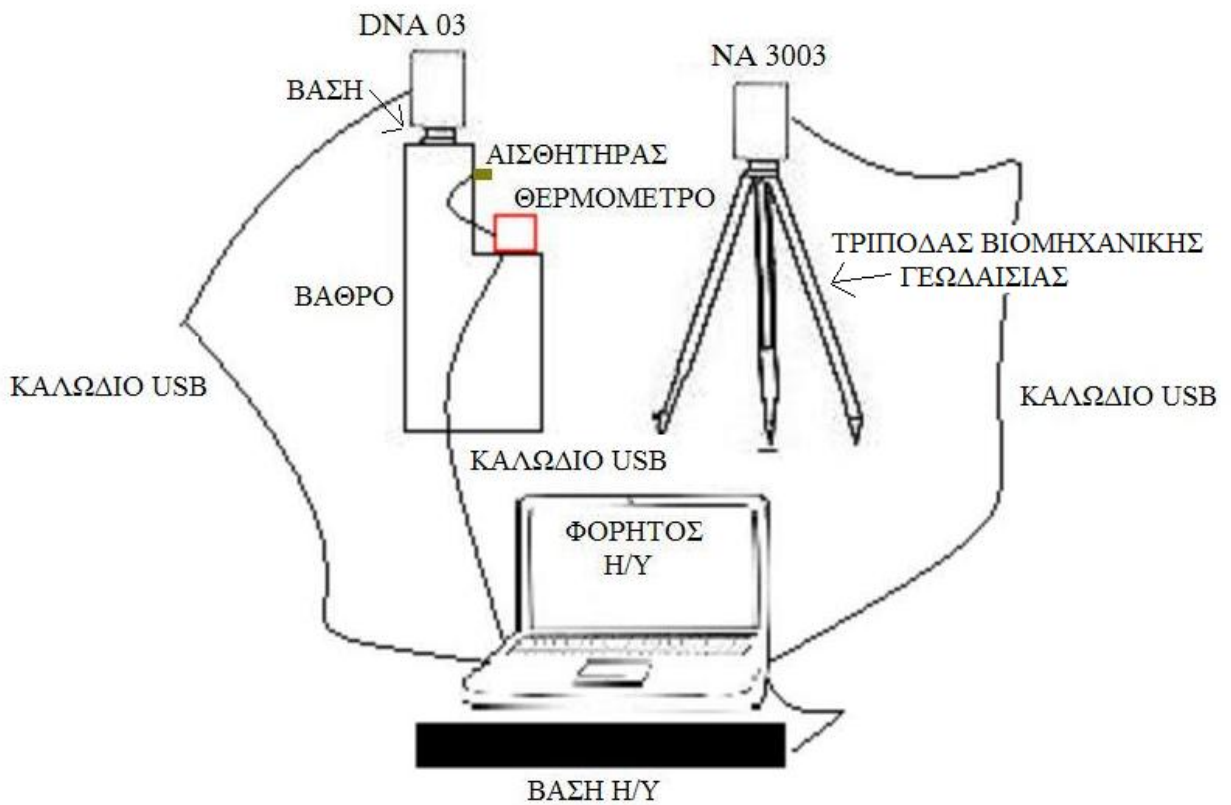 DNA 03
NA 3003
ΒΑΣΗ
ΑΙΣΘΗΤΗΡΑΣ
ΘΕΡΜΟΜΕΤΡΟ
ΤΡΙΠΟΔΑΣ ΒΙΟΜΗΧΑΝΙΚΗΣ
ΓΕΩΔΑΙΣΙΑΣ
ΒΑΘΡΟ
ΚΑΛΩΔΙΟ USB
ΚΑΛΩΔΙΟ USB
ΚΑΛΩΔΙΟ USB
ΦΟΡΗΤΟΣ
Η/Υ
ΒΑΣΗ Η/Υ